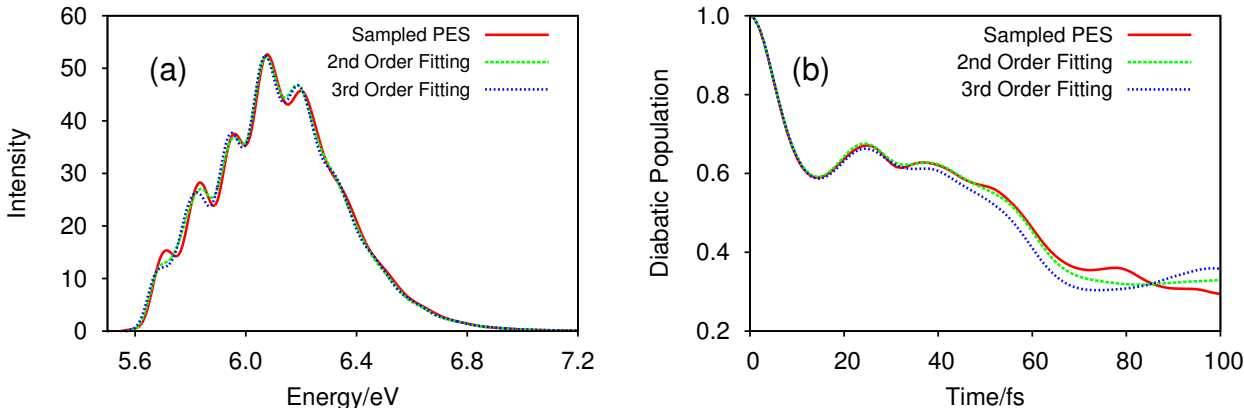 60
50
40
30
20
10
0
Intensity
(a)
Sampled PES
2nd Order Fitting
3rd Order Fitting
5.6 6.0 6.4 6.8 7.2
Energy/eV
1.0
0.8
0.6
0.4
0.2
Diabatic Population
(b)
Sampled PES
2nd Order Fitting
3rd Order Fitting
0 20 40 60 80 100
Time/fs